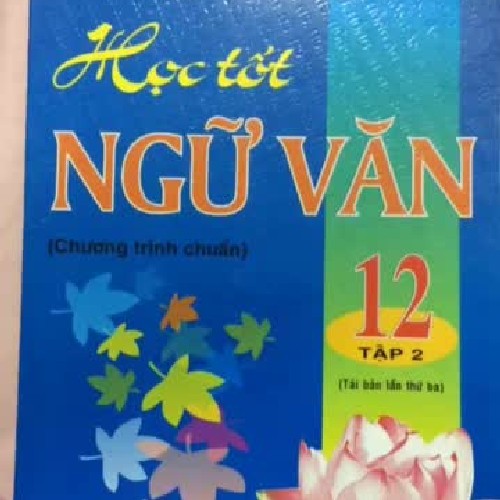 Học tốt
NGỮ VĂN
(Chương trình chuẩn)
12
TẬP 2
(Tái bản lần thứ ba)